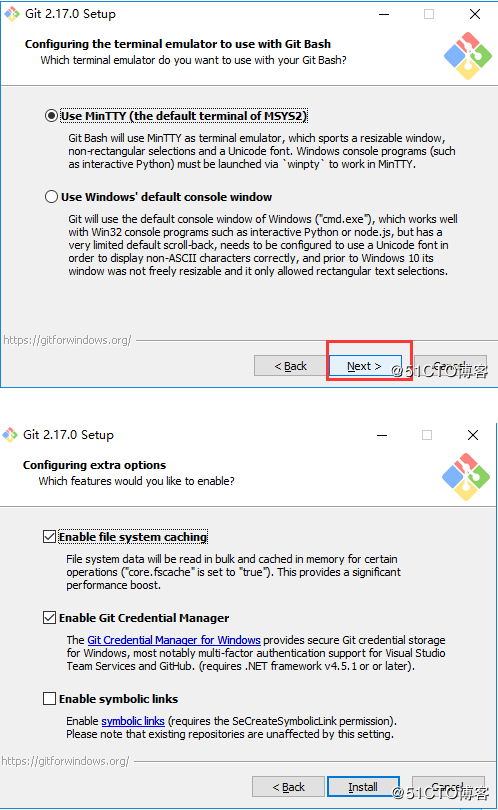 Git 2.17.0 Setup
Configuring the terminal emulator to use with Git Bash
Which terminal emulator do you want to use with your Git Bash?
Use MinTTY (the default terminal of MSYS2)
Git Bash will use MinTTY as terminal emulator, which sports a resizable window,
non-rectangular selections and a Unicode font. Windows console programs (such
as interactive Python) must be launched via `winpty` to work in MinTTY.
Use Windows' default console window
Git will use the default console window of Windows ("cmd.exe"), which works well
with Win32 console programs such as interactive Python or node.js, but has a
very limited default scroll-back, needs to be configured to use a Unicode font in
order to display non-ASCII characters correctly, and prior to Windows 10 its
window was not freely resizable and it only allowed rectangular text selections.
https://gitforwindows.org/
< Back Next > Cancel
@51CTO博客
Git 2.17.0 Setup
Configuring extra options
Which features would you like to enable?
Enable file system caching
File system data will be read in bulk and cached in memory for certain
operations ("core.fscache" is set to "true"). This provides a significant
performance boost.
Enable Git Credential Manager
The Git Credential Manager for Windows provides secure Git credential storage
for Windows, most notably multi-factor authentication support for Visual Studio
Team Services and GitHub. (requires .NET framework v4.5.1 or or later).
Enable symbolic links
Enable symbolic links (requires the SeCreateSymbolicLink permission).
Please note that existing repositories are unaffected by this setting.
https://gitforwindows.org/
< Back Install Cancel
@51CTO博客